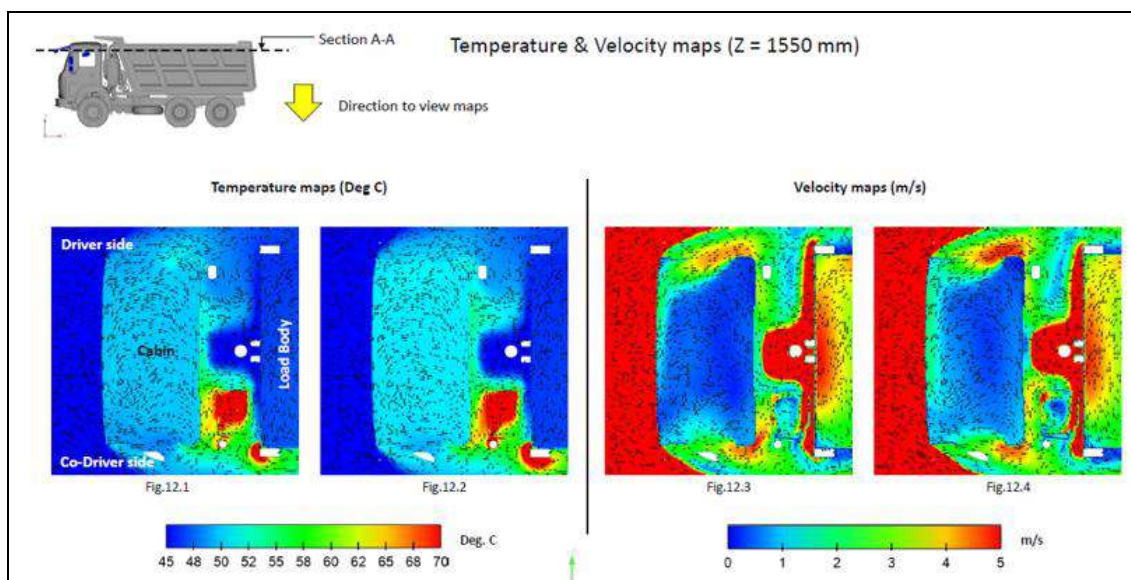 Section A-A
Temperature & Velocity maps (Z = 1550 mm)
Direction to view maps
Temperature maps (Deg C)
Velocity maps (m/s)
Driver side
Cabin
Load Body
Co-Driver side
Fig.12.1
Fig.12.2
Fig.12.3
Fig.12.4
45 48 50 52 58 60 62 65 68 70
Deg. C
0 1 2 3 4 5
m/s